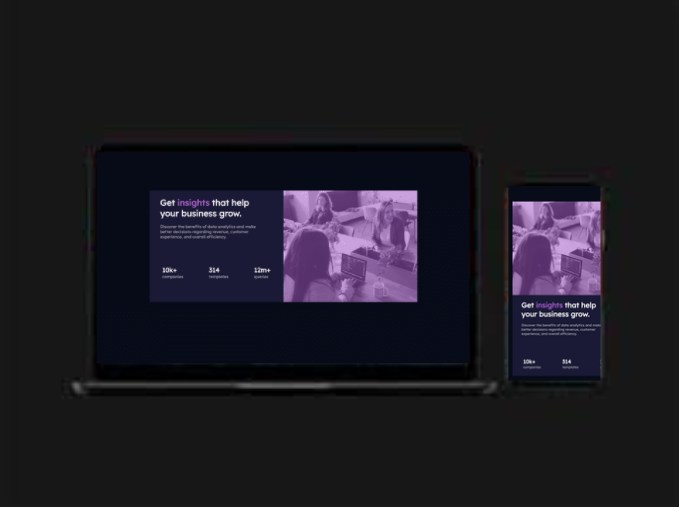 Get insights that help
your business grow.
Discover the benefits of data analytics and make
better decisions regarding revenue, customer
experience, and overall efficiency.
10k+ 314 12m+
companies templates queries
Get insights that help
your business grow.
Discover the benefits of data analytics and make
better decisions regarding revenue, customer
experience, and overall efficiency.
10k+ 314
companies templates